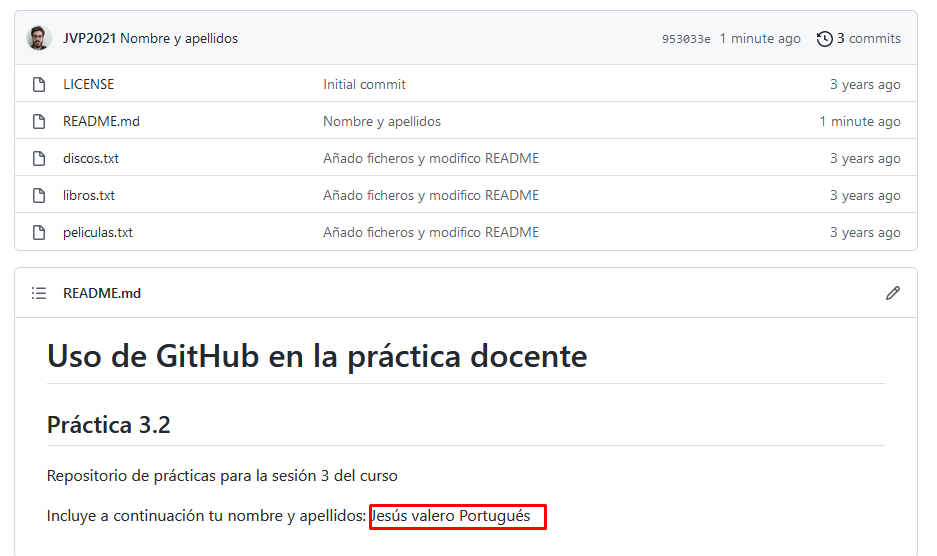 JVP2021 Nombre y apellidos 953033e 1 minute ago 3 commits
LICENSE Initial commit 3 years ago
README.md Nombre y apellidos 1 minute ago
discos.txt Añado ficheros y modifico README 3 years ago
libros.txt Añado ficheros y modifico README 3 years ago
peliculas.txt Añado ficheros y modifico README 3 years ago
README.md
Uso de GitHub en la práctica docente
Práctica 3.2
Repositorio de prácticas para la sesión 3 del curso
Incluye a continuación tu nombre y apellidos: Jesús valero Portugués